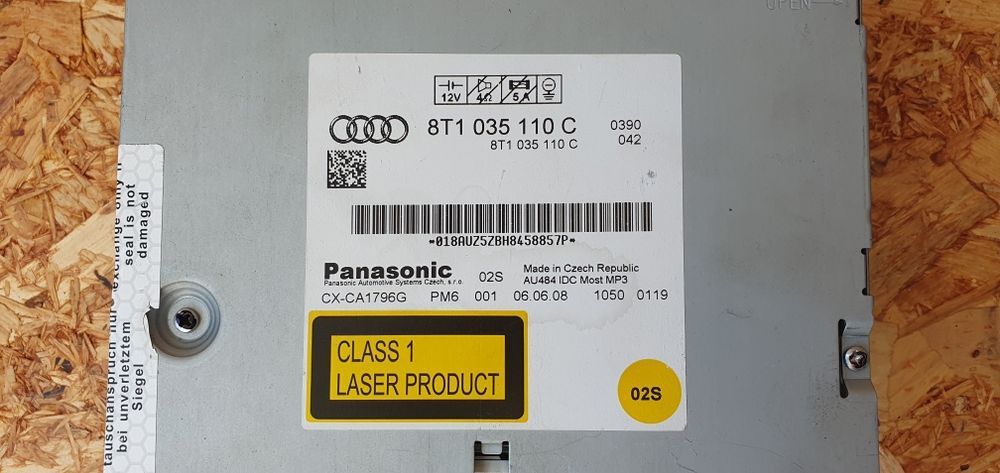 OPEN
12V 4Ω 5A
8T1 035 110 C 0390
8T1 035 110 C 042
*018AUZ5ZBH8458857P*
Panasonic 02S Made in Czech Republic
Panasonic Automotive Systems Czech, s.r.o. AU484 IDC Most MP3
CX-CA1796G PM6 001 06.06.08 1050 0119
CLASS 1
LASER PRODUCT
02S
tauschanspruch nur
bei unverletztem
Siegel
exchange only
seal is not
damaged